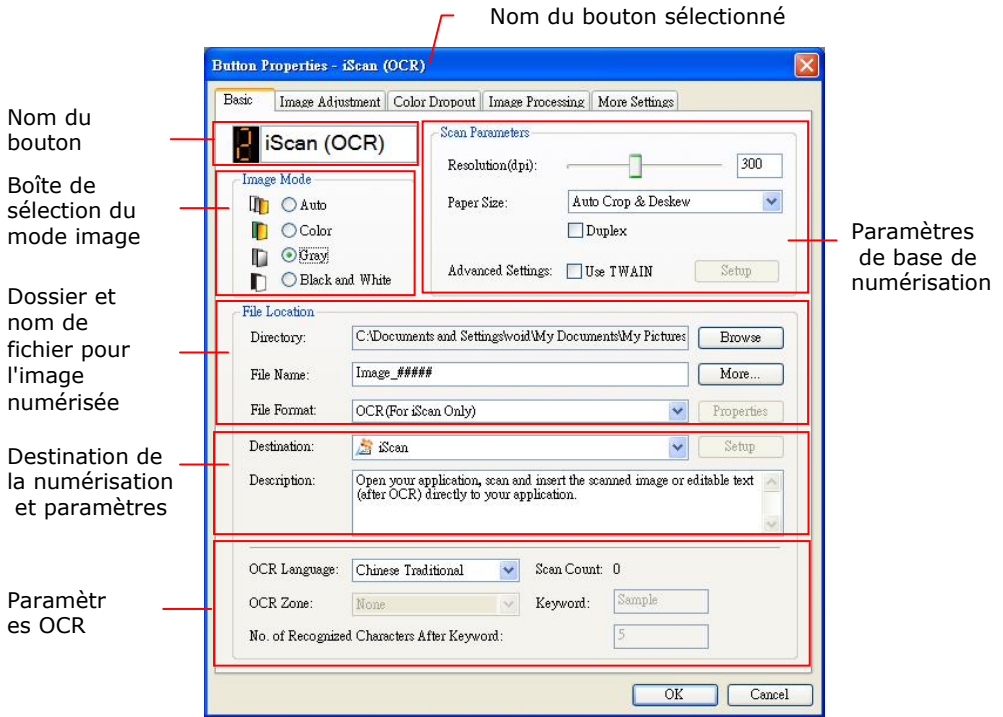 Nom du bouton sélectionné
Button Properties - iScan (OCR)
Basic Image Adjustment Color Dropout Image Processing More Settings
Nom du
bouton
2 iScan (OCR)
Boîte de
sélection du
mode image
Image Mode
Auto
Color
Gray
Black and White
Scan Parameters
Resolution(dpi): 300
Paper Size: Auto Crop & Deskew
Duplex
Advanced Settings: Use TWAIN Setup
Paramètres
de base de
numérisation
Dossier et
nom de
fichier pour
l'image
numérisée
File Location
Directory: C:\Documents and Settings\void\My Documents\My Pictures Browse
File Name: Image_##### More...
File Format: OCR(For iScan Only) Properties
Destination de
la numérisation
et paramètres
Destination: iScan Setup
Description: Open your application, scan and insert the scanned image or editable text
(after OCR) directly to your application.
Paramètr
es OCR
OCR Language: Chinese Traditional Scan Count: 0
OCR Zone: None Keyword: Sample
No. of Recognized Characters After Keyword: 5
OK Cancel